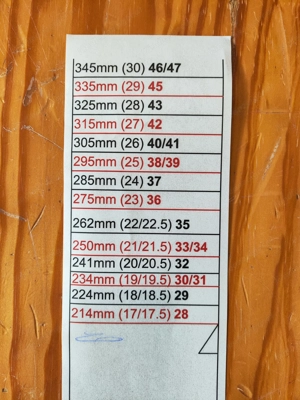 345mm (30) 46/47
335mm (29) 45
325mm (28) 43
315mm (27) 42
305mm (26) 40/41
295mm (25) 38/39
285mm (24) 37
275mm (23) 36
262mm (22/22.5) 35
250mm (21/21.5) 33/34
241mm (20/20.5) 32
234mm (19/19.5) 30/31
224mm (18/18.5) 29
214mm (17/17.5) 28